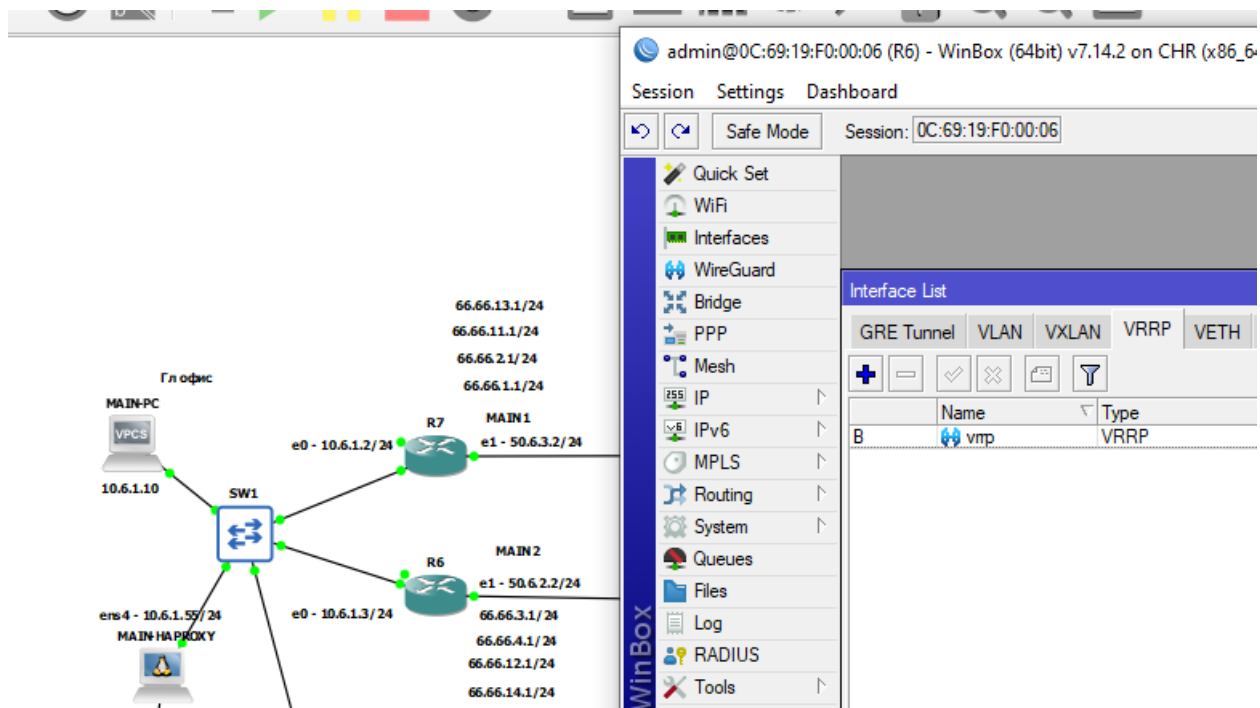 admin@0C:69:19:F0:00:06 (R6) - WinBox (64bit) v7.14.2 on CHR (x86_64
Session Settings Dashboard
Safe Mode Session: 0C:69:19:F0:00:06
Quick Set
WiFi
Interfaces
WireGuard
Bridge
PPP
Mesh
IP
IPv6
MPLS
Routing
System
Queues
Files
Log
RADIUS
Tools
WinBox
Interface List
GRE Tunnel VLAN VXLAN VRRP VETH
Name Type
B vrrp VRRP
66.66.13.1/24
66.66.11.1/24
66.66.2.1/24
66.66.1.1/24
Гл офис
MAIN-PC
VPCS
10.6.1.10
R7
MAIN1
e0 - 10.6.1.2/24
e1 - 50.6.3.2/24
SW1
MAIN2
R6
e1 - 50.6.2.2/24
e0 - 10.6.1.3/24
66.66.3.1/24
66.66.4.1/24
66.66.12.1/24
66.66.14.1/24
ens4 - 10.6.1.55/24
MAIN-HAPROXY